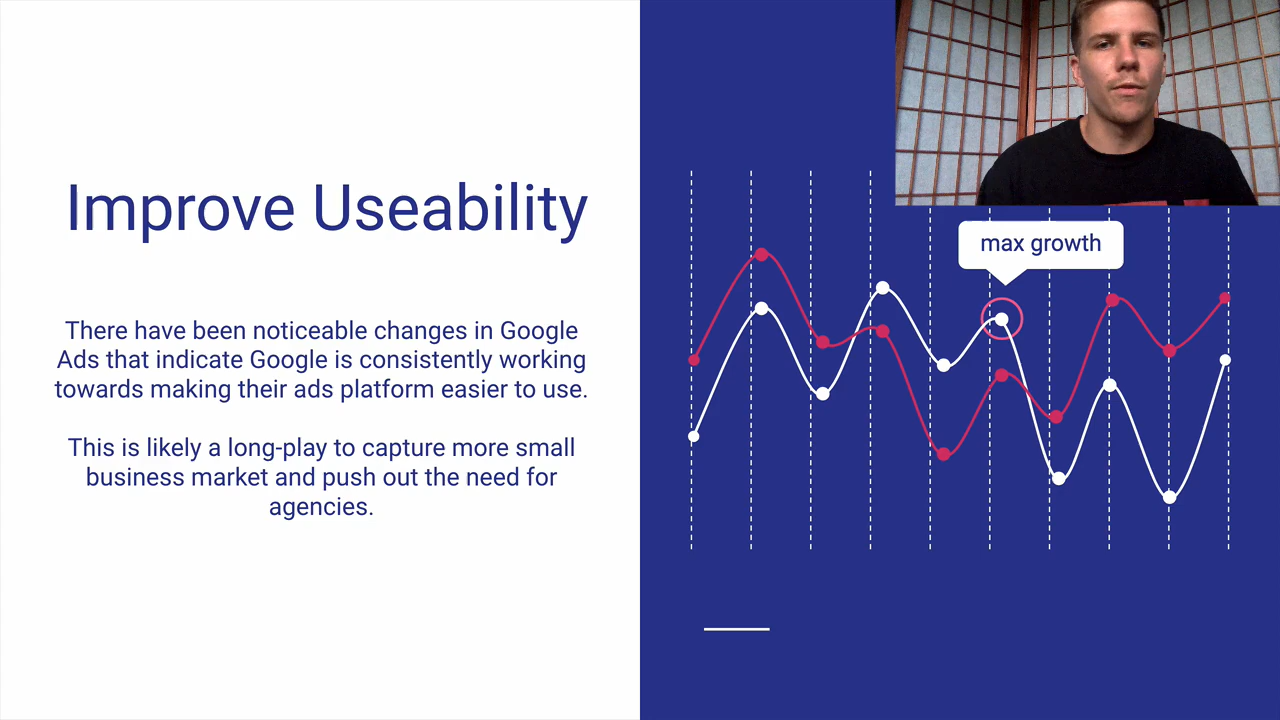 Improve Useability
There have been noticeable changes in Google
Ads that indicate Google is consistently working
towards making their ads platform easier to use.
This is likely a long-play to capture more small
business market and push out the need for
agencies.
max growth